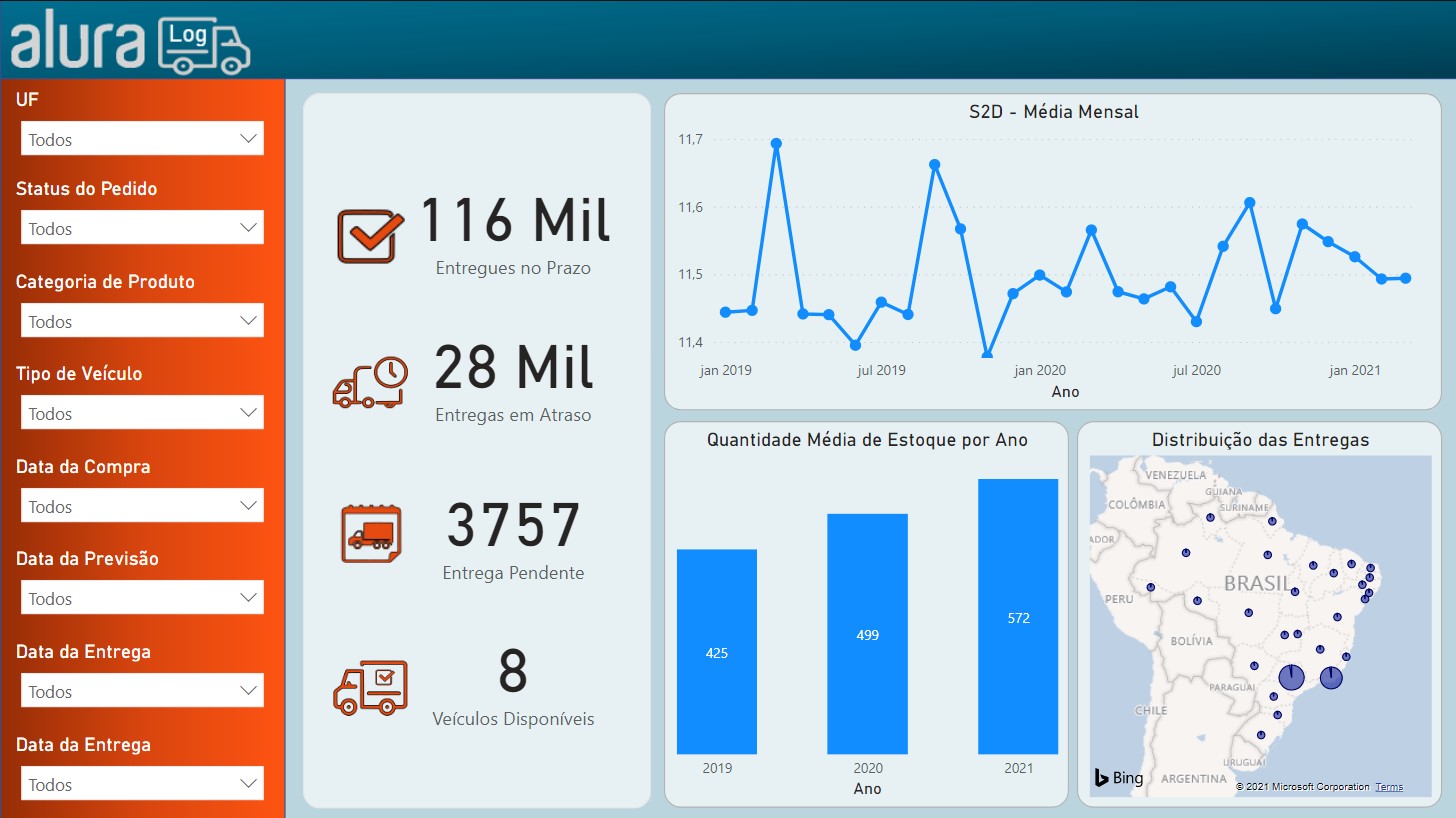 alura Log
UF
Todos
Status do Pedido
Todos
Categoria de Produto
Todos
Tipo de Veículo
Todos
Data da Compra
Todos
Data da Previsão
Todos
Data da Entrega
Todos
Data da Entrega
Todos
116 Mil
Entregues no Prazo
28 Mil
Entregas em Atraso
3757
Entrega Pendente
8
Veículos Disponíveis
S2D - Média Mensal
11,7
11,6
11,5
11,4
jan 2019 jul 2019 jan 2020 jul 2020 jan 2021
Ano
Quantidade Média de Estoque por Ano
425 499 572
2019 2020 2021
Ano
Distribuição das Entregas
VENEZUELA
GUIANA
COLÔMBIA
SURINAME
ADOR
BRASIL
PERU
BOLÍVIA
PARAGUAI
CHILE
URUGUAI
ARGENTINA
Bing
© 2021 Microsoft Corporation Terms